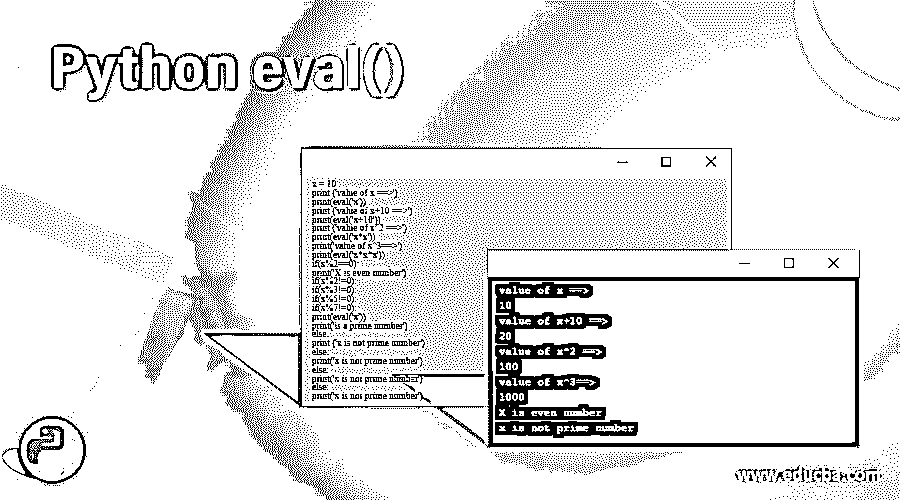 Python eval()
x = 10
print ('value of x ==>')
print(eval('x'))
print ('value of x+10 ==>')
print(eval('x+10'))
print ('value of x^2 ==>')
print(eval('x*x'))
print('value of x^3==>')
print(eval('x*x*x'))
if(x%2==0):
print("X is even number")
if(x%2!=0):
if(x%3!=0):
if(x%5!=0):
if(x%7!=0):
print(eval('x'))
print('is a prime number')
else:
print ('x is not prime number')
else:
print('x is not prime number')
else:
print('x is not prime number')
else:
print('x is not prime number')
value of x ==>
10
value of x+10 ==>
20
value of x^2 ==>
100
value of x^3==>
1000
X is even number
x is not prime number
www.educba.com